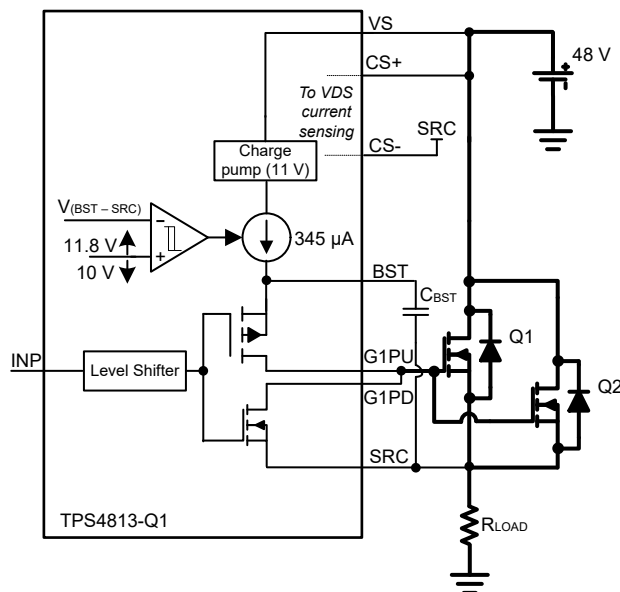 VS
CS+
48 V
To VDS
current
sensing
SRC
CS-
Charge
pump (11 V)
V(BST – SRC)
11.8 V
10 V
345 µA
BST
CBST
Q1
INP
Level Shifter
G1PU
G1PD
Q2
SRC
RLOAD
TPS4813-Q1